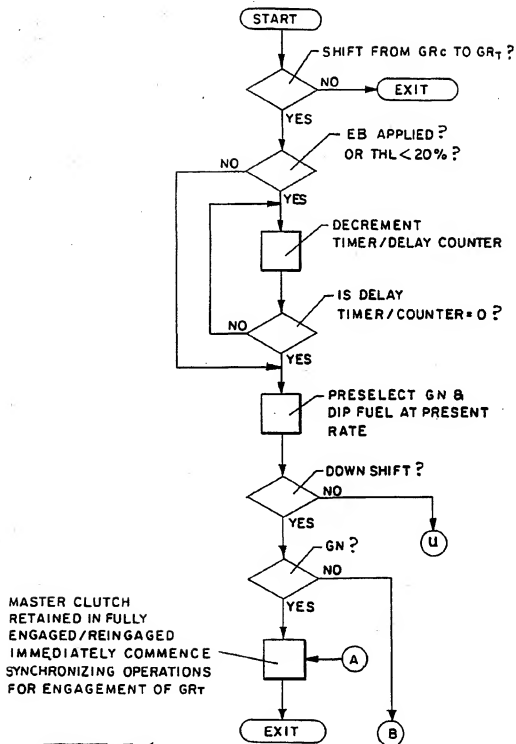 START
SHIFT FROM GRC TO GRT?
NO
EXIT
YES
EB APPLIED?
OR THL<20%?
NO
YES
DECREMENT
TIMER/DELAY COUNTER
IS DELAY
TIMER/COUNTER=0?
NO
YES
PRESELECT GN &
DIP FUEL AT PRESENT
RATE
DOWN SHIFT?
NO
YES
U
GN?
NO
YES
MASTER CLUTCH
RETAINED IN FULLY
ENGAGED/REINGAGED
IMMEDIATELY COMMENCE
SYNCHRONIZING OPERATIONS
FOR ENGAGEMENT OF GRT
A
EXIT
B